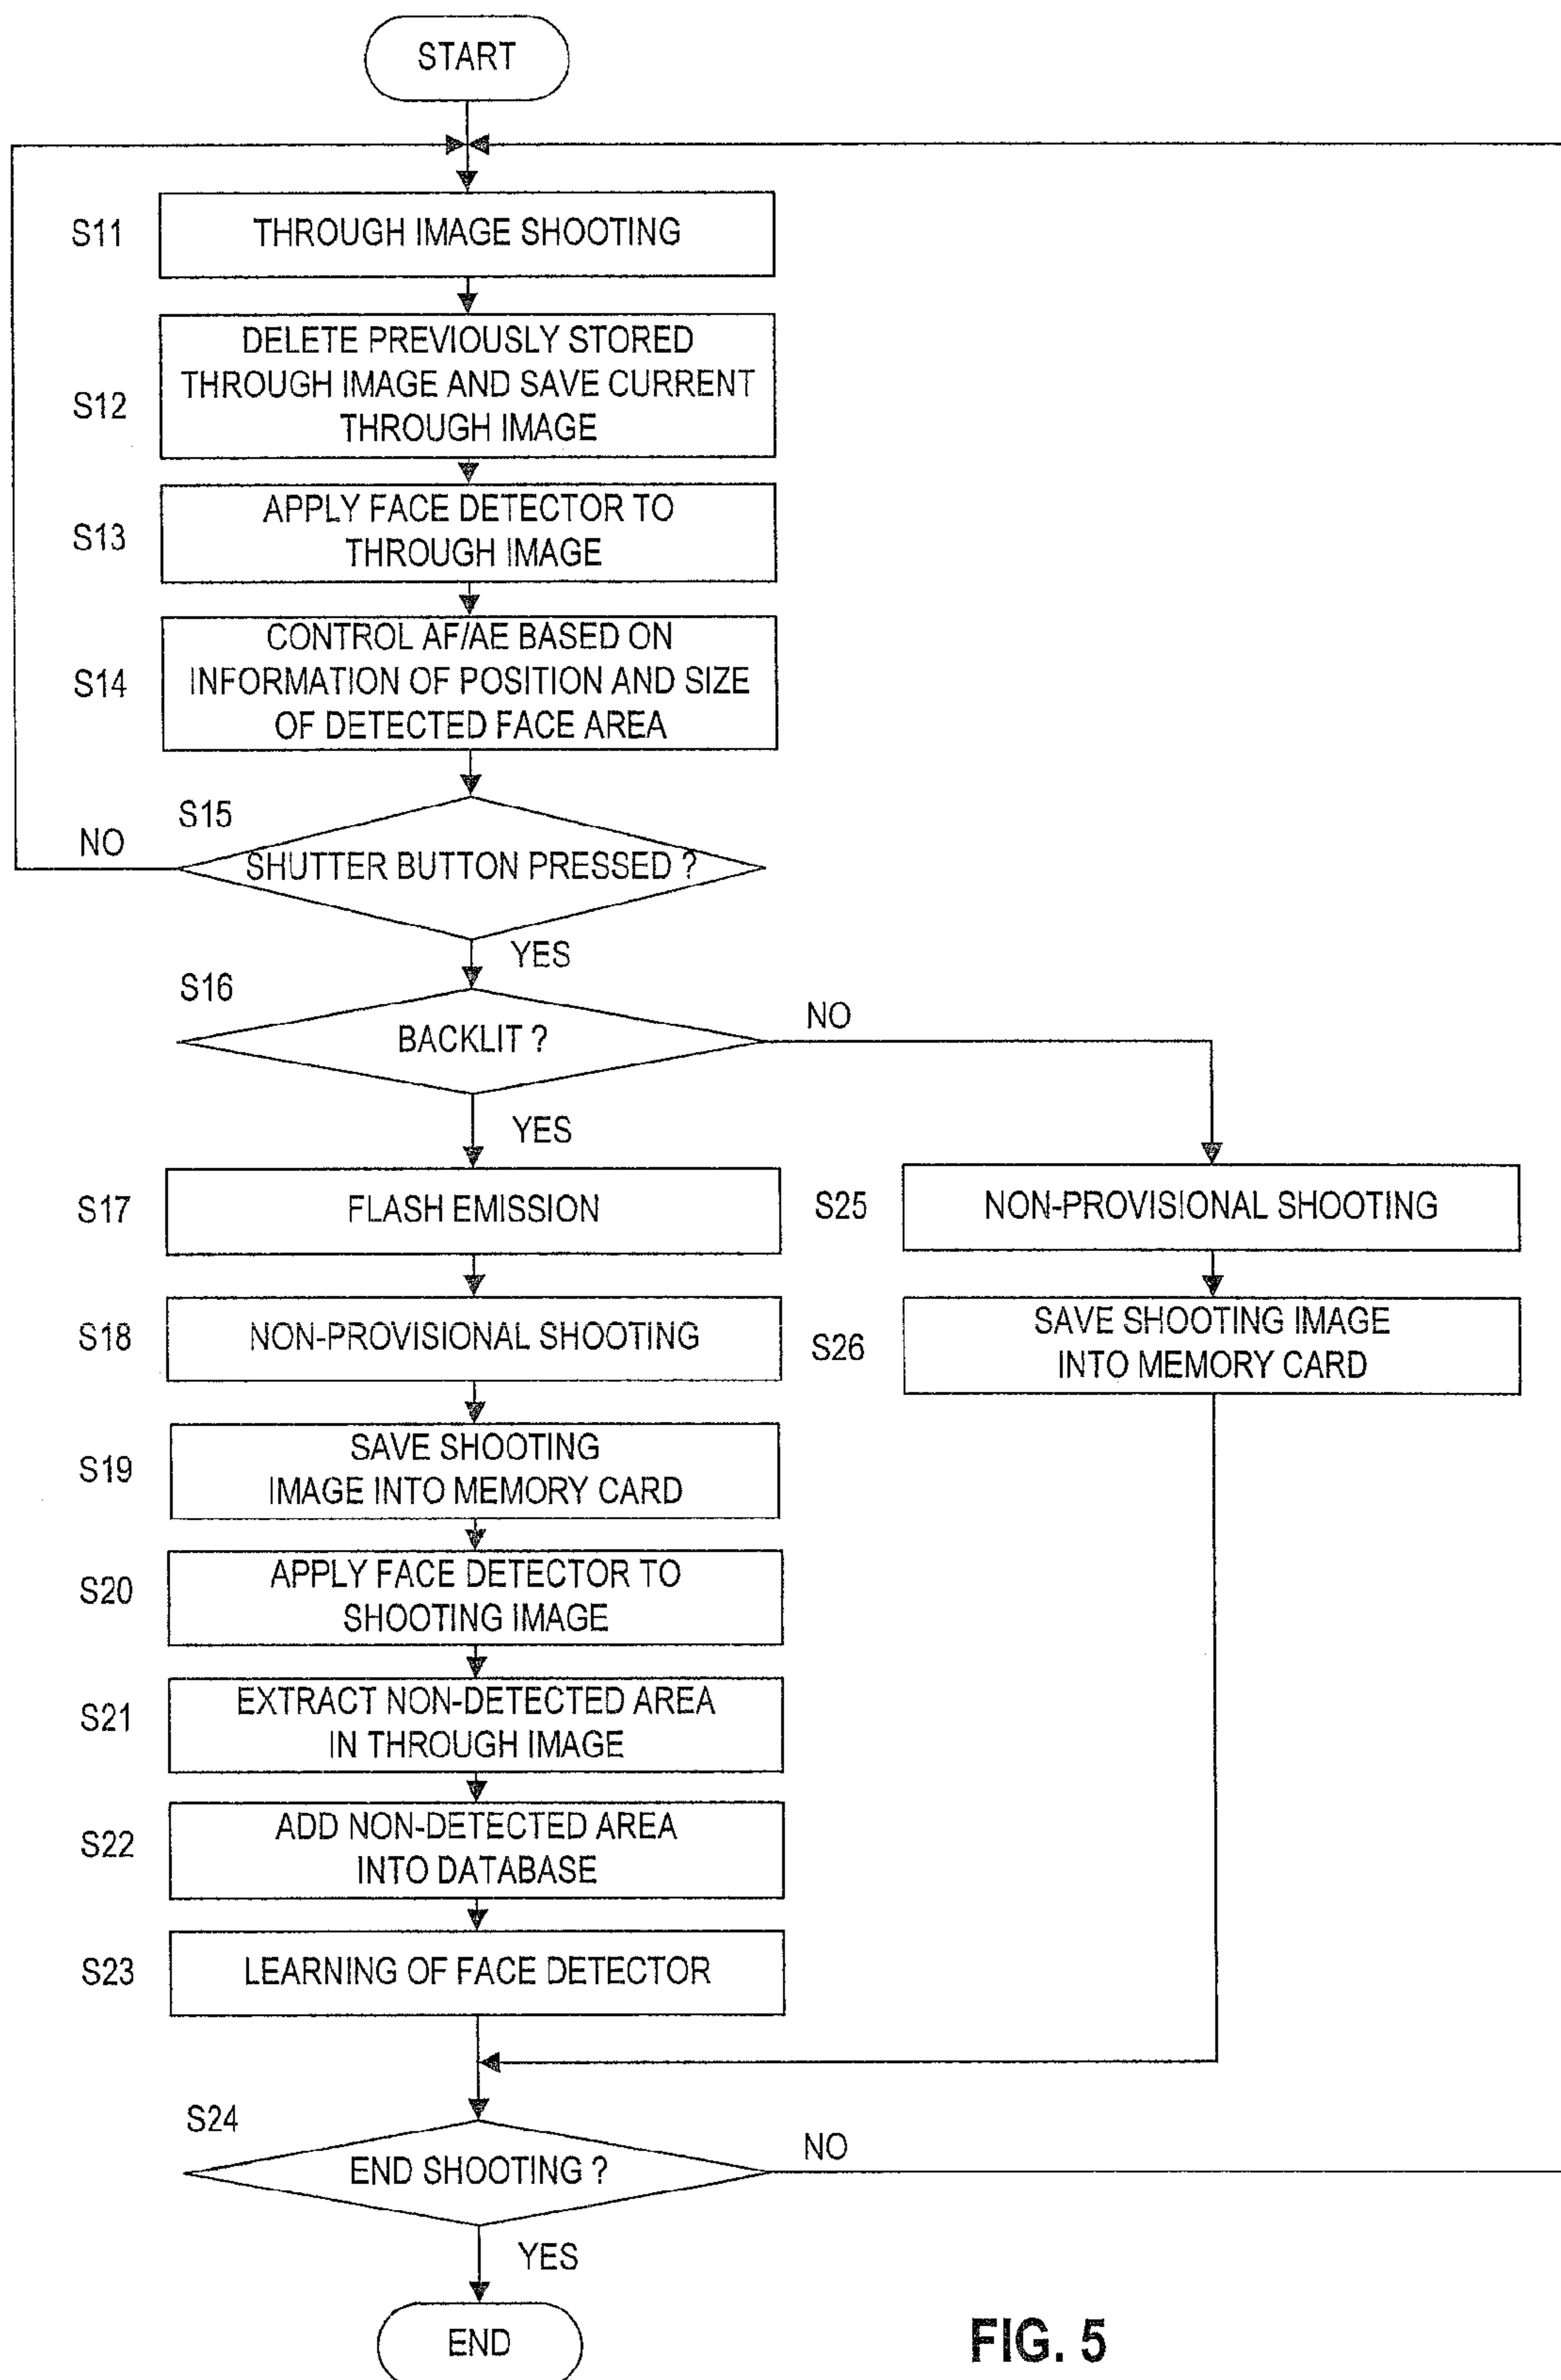 START
S11
THROUGH IMAGE SHOOTING
S12
DELETE PREVIOUSLY STORED
THROUGH IMAGE AND SAVE CURRENT
THROUGH IMAGE
S13
APPLY FACE DETECTOR TO
THROUGH IMAGE
S14
CONTROL AF/AE BASED ON
INFORMATION OF POSITION AND SIZE
OF DETECTED FACE AREA
S15
NO
SHUTTER BUTTON PRESSED ?
YES
S16
BACKLIT ?
NO
YES
S17
FLASH EMISSION
S25
NON-PROVISIONAL SHOOTING
S18
NON-PROVISIONAL SHOOTING
S26
SAVE SHOOTING IMAGE
INTO MEMORY CARD
S19
SAVE SHOOTING
IMAGE INTO MEMORY CARD
S20
APPLY FACE DETECTOR TO
SHOOTING IMAGE
S21
EXTRACT NON-DETECTED AREA
IN THROUGH IMAGE
S22
ADD NON-DETECTED AREA
INTO DATABASE
S23
LEARNING OF FACE DETECTOR
S24
END SHOOTING ?
NO
YES
END
FIG. 5